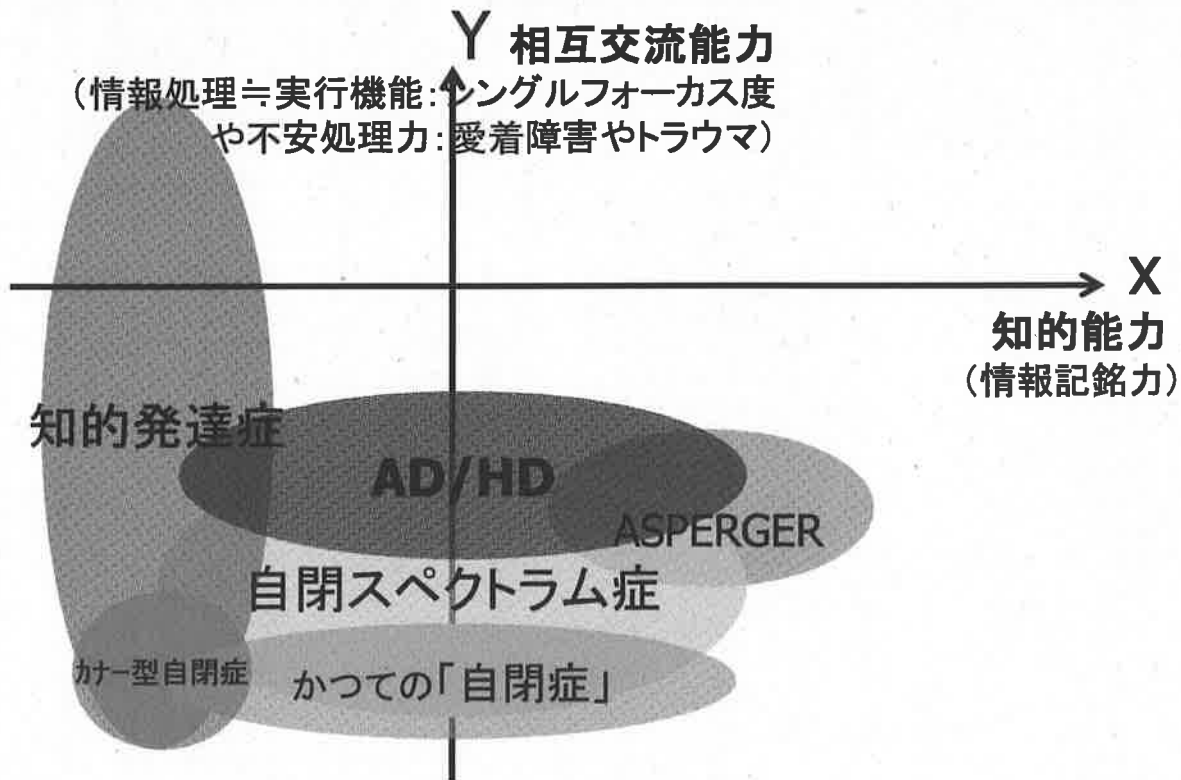 Y 相互交流能力
（情報処理≒実行機能：シングルフォーカス度
や不安処理力：愛着障害やトラウマ）
X
知的能力
（情報記銘力）
知的発達症
AD/HD
ASPERGER
自閉スペクトラム症
カナー型自閉症
かつての「自閉症」